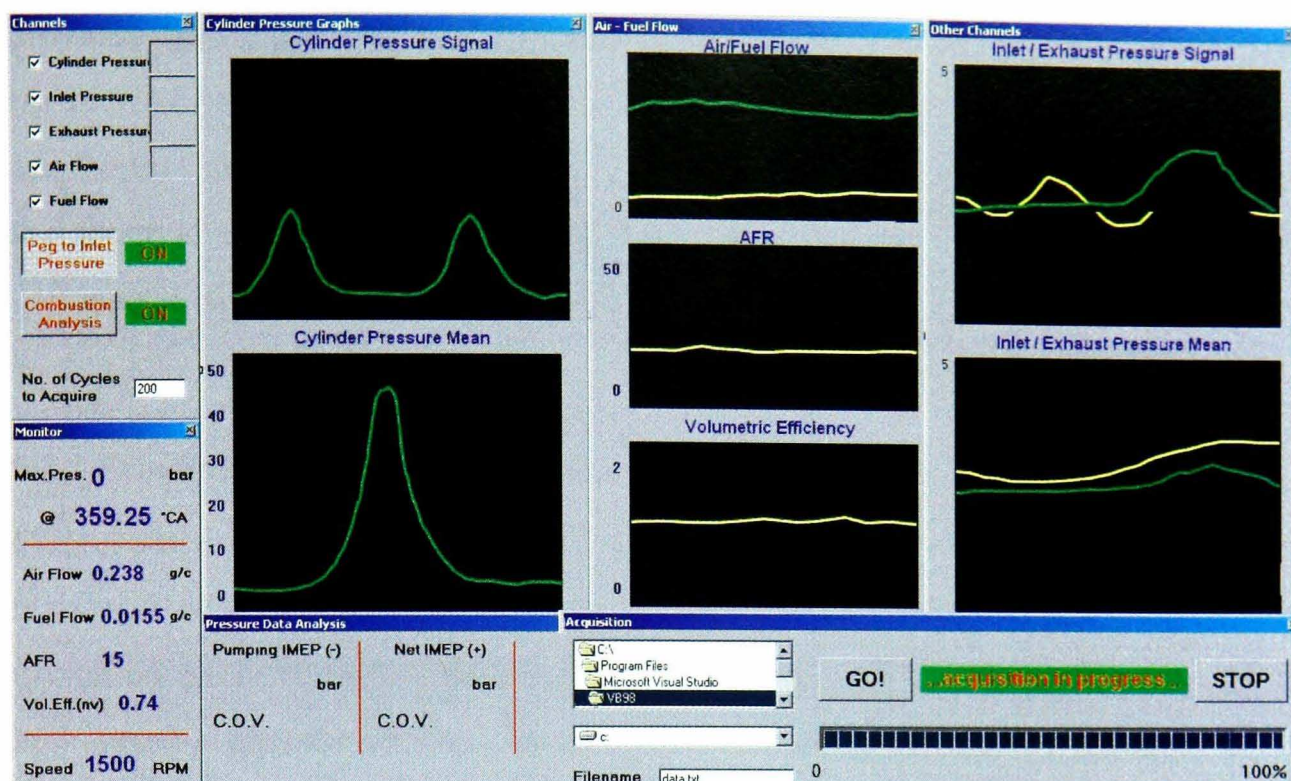 Channels
Cylinder Pressure
Inlet Pressure
Exhaust Pressure
Air Flow
Fuel Flow
Peg to Inlet
Pressure
ON
Combustion
Analysis
ON
No. of Cycles
to Acquire
200
Monitor
Max.Pres. 0 bar
@ 359.25 °CA
Air Flow 0.238 g/c
Fuel Flow 0.0155 g/c
AFR 15
Vol.Eff.(nv) 0.74
Speed 1500 RPM
Cylinder Pressure Graphs
Cylinder Pressure Signal
Cylinder Pressure Mean
50
40
30
20
10
0
Air - Fuel Flow
Air/Fuel Flow
0
AFR
50
0
Volumetric Efficiency
2
0
Other Channels
Inlet / Exhaust Pressure Signal
5
Inlet / Exhaust Pressure Mean
5
Pressure Data Analysis
Pumping IMEP (-)
bar
C.O.V.
Net IMEP (+)
bar
C.O.V.
Acquisition
C:\
Program Files
Microsoft Visual Studio
VB98
c:
Filename data.txt
GO!
...acquisition in progress...
STOP
0 100%